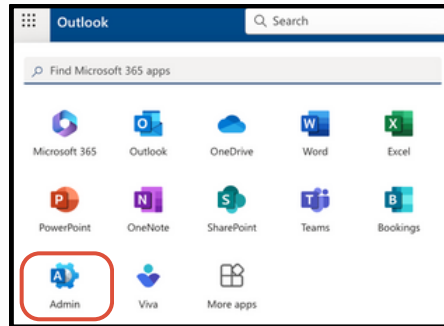 Outlook
Search
Find Microsoft 365 apps
Microsoft 365 Outlook OneDrive Word Excel
PowerPoint OneNote SharePoint Teams Bookings
Admin Viva More apps